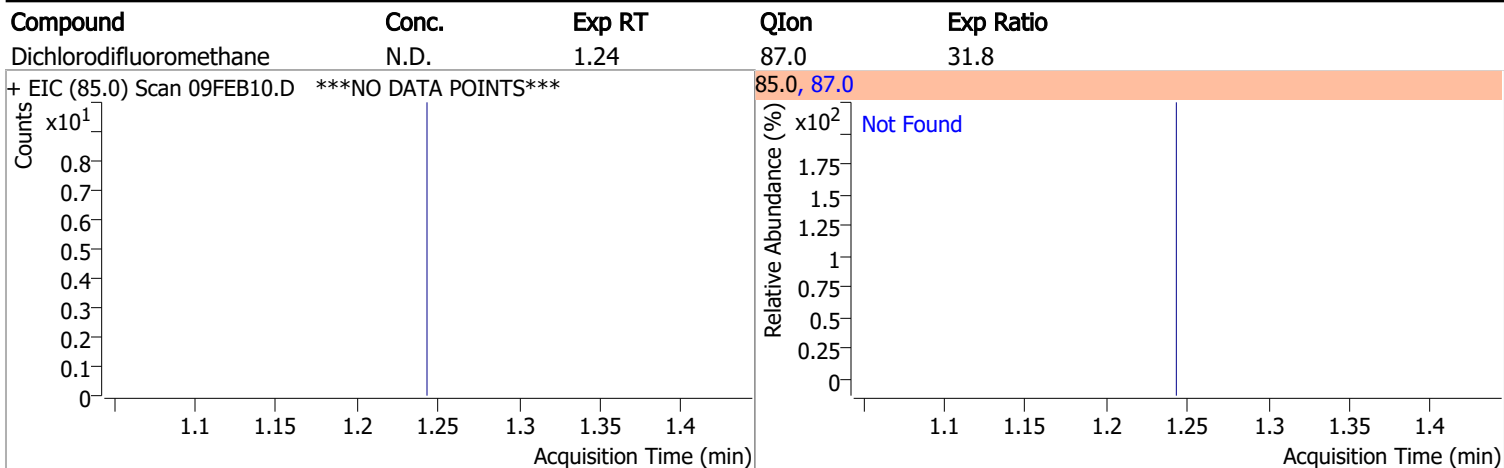 Compound Conc. Exp RT QIon Exp Ratio
Dichlorodifluoromethane N.D. 1.24 87.0 31.8
+ EIC (85.0) Scan 09FEB10.D ***NO DATA POINTS***
Counts
x10¹
0.8
0.7
0.6
0.5
0.4
0.3
0.2
0.1
0
1.1 1.15 1.2 1.25 1.3 1.35 1.4
Acquisition Time (min)
85.0, 87.0
Relative Abundance (%)
x10²
Not Found
1.75
1.5
1.25
1
0.75
0.5
0.25
0
1.1 1.15 1.2 1.25 1.3 1.35 1.4
Acquisition Time (min)